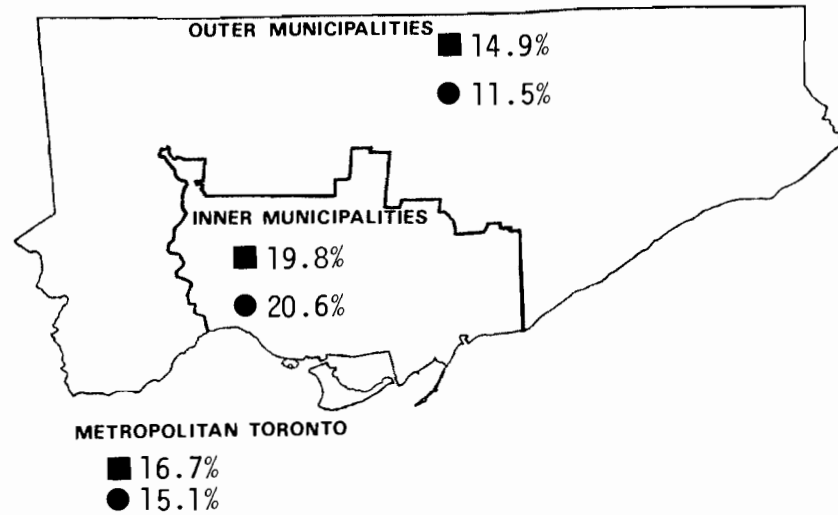 OUTER MUNICIPALITIES
■ 14.9%
● 11.5%
INNER MUNICIPALITIES
■ 19.8%
● 20.6%
METROPOLITAN TORONTO
■ 16.7%
● 15.1%